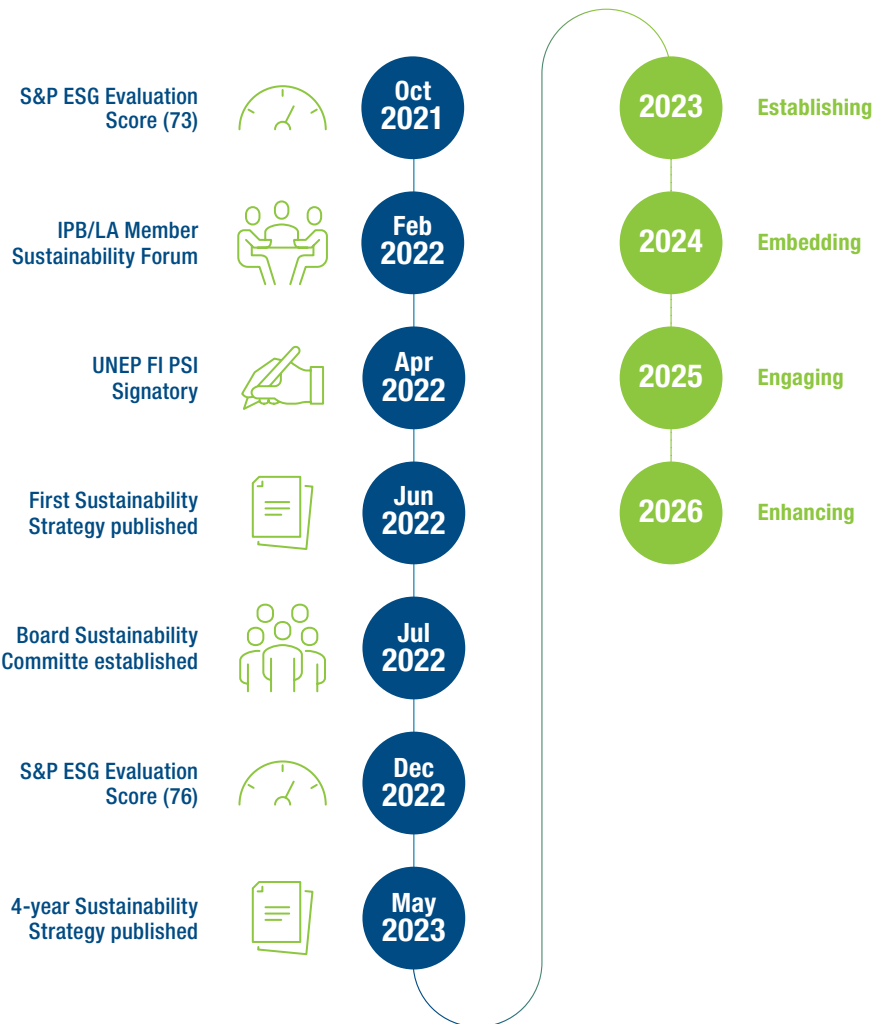 S&P ESG Evaluation
Score (73)
Oct
2021
IPB/LA Member
Sustainability Forum
Feb
2022
UNEP FI PSI
Signatory
Apr
2022
First Sustainability
Strategy published
Jun
2022
Board Sustainability
Committe established
Jul
2022
S&P ESG Evaluation
Score (76)
Dec
2022
4-year Sustainability
Strategy published
May
2023
2023
Establishing
2024
Embedding
2025
Engaging
2026
Enhancing